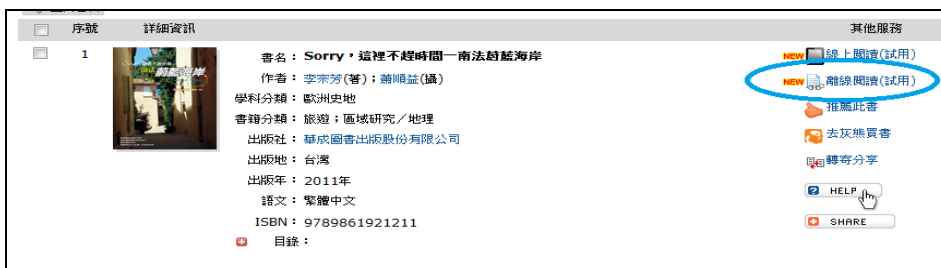 序號 詳細資訊 其他服務
1
書名：Sorry，這裡不趕時間—南法蔚藍海岸
作者：李宗芳(著)；蕭順益(攝)
學科分類：歐洲史地
書籍分類：旅遊；區域研究／地理
出版社：華成圖書出版股份有限公司
出版地：台灣
出版年：2011年
語文：繁體中文
ISBN：9789861921211
目錄：
NEW 線上閱讀(試用)
NEW 離線閱讀(試用)
推薦此書
去灰熊買書
轉寄分享
HELP
SHARE